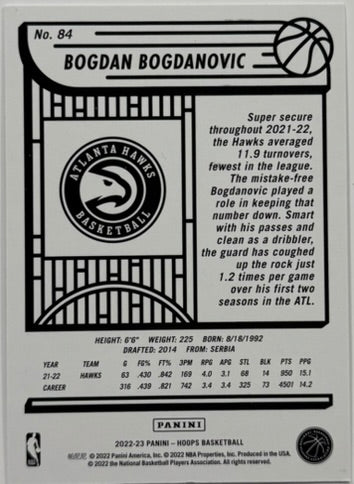 No. 84
BOGDAN BOGDANOVIC
ATLANTA HAWKS
BASKETBALL
Super secure
throughout 2021-22,
the Hawks averaged
11.9 turnovers,
fewest in the league.
The mistake-free
Bogdanovic played a
role in keeping that
number down. Smart
with his passes and
clean as a dribbler,
the guard has coughed
up the rock just
1.2 times per game
over his first two
seasons in the ATL.
HEIGHT: 6'6" WEIGHT: 225 BORN: 8/18/1992
DRAFTED: 2014 FROM: SERBIA
YEAR TEAM G FG% FT% 3PM RPG APG STL BLK PTS PPG
21-22 HAWKS 63 .430 .842 169 4.0 3.1 68 14 950 15.1
CAREER 316 .439 .821 742 3.4 3.4 325 73 4501 14.2
PANINI
2022-23 PANINI – HOOPS BASKETBALL
© 2022 Panini America, Inc. © 2022 NBA Properties, Inc. Produced in the USA.
© 2022 the National Basketball Players Association. All rights reserved.
NBA